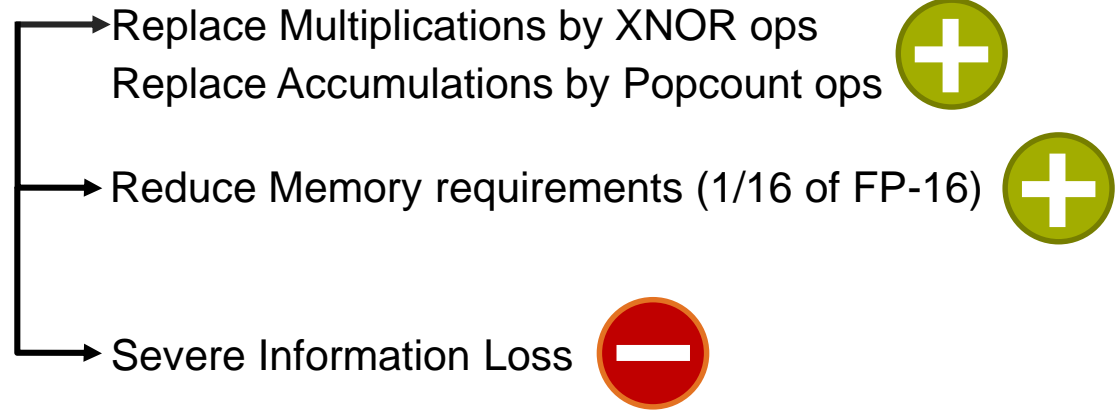 Replace Multiplications by XNOR ops
Replace Accumulations by Popcount ops
Reduce Memory requirements (1/16 of FP-16)
Severe Information Loss